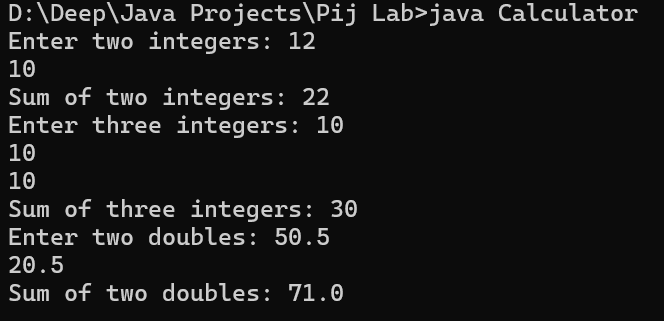 D:\Deep\Java Projects\Pij Lab>java Calculator
Enter two integers: 12
10
Sum of two integers: 22
Enter three integers: 10
10
10
Sum of three integers: 30
Enter two doubles: 50.5
20.5
Sum of two doubles: 71.0